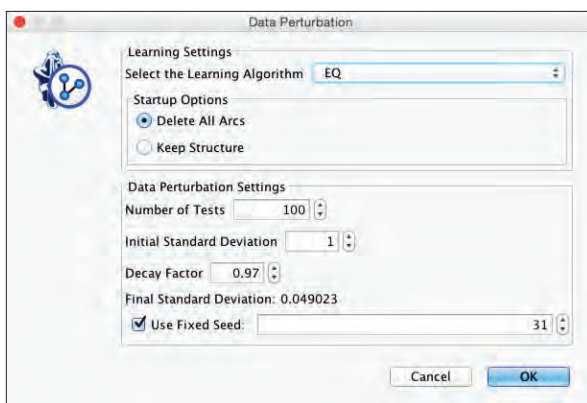 Data Perturbation
Learning Settings
Select the Learning Algorithm EQ
Startup Options
Delete All Arcs
Keep Structure
Data Perturbation Settings
Number of Tests 100
Initial Standard Deviation 1
Decay Factor 0.97
Final Standard Deviation: 0.049023
Use Fixed Seed: 31
Cancel OK